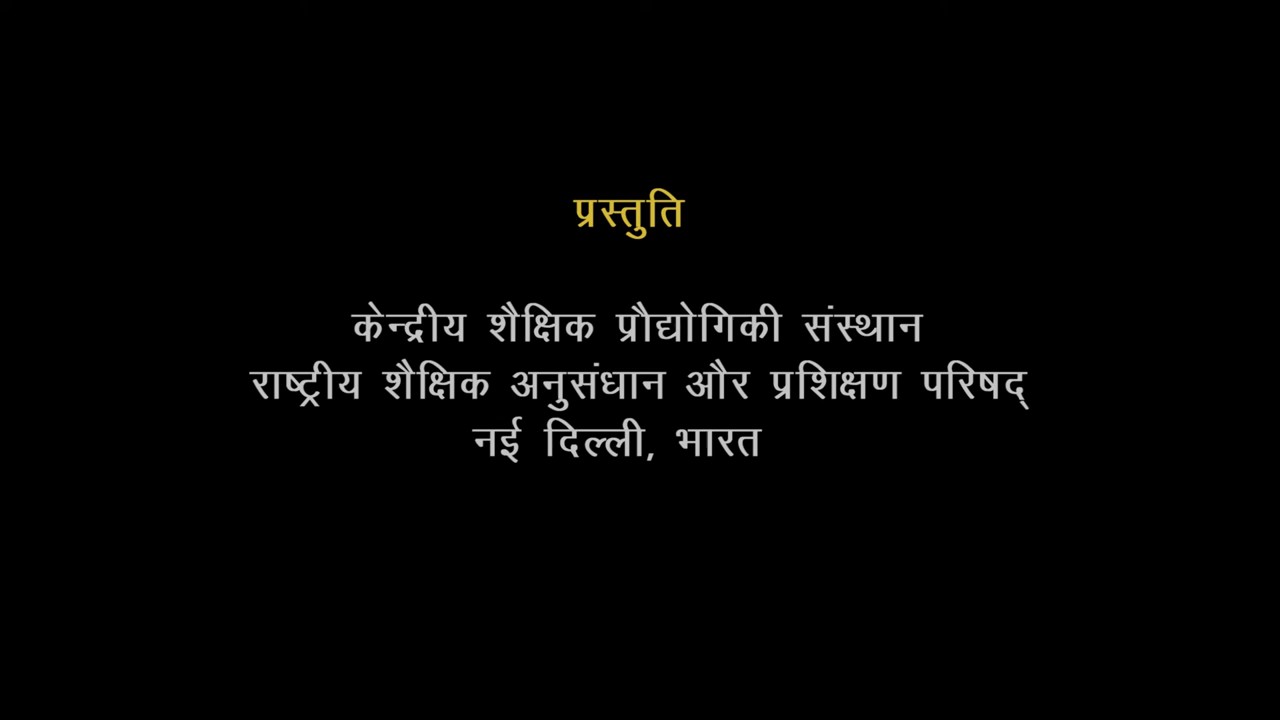 प्रस्तुति
केन्द्रीय शैक्षिक प्रौद्योगिकी संस्थान
राष्ट्रीय शैक्षिक अनुसंधान और प्रशिक्षण परिषद्
नई दिल्ली, भारत